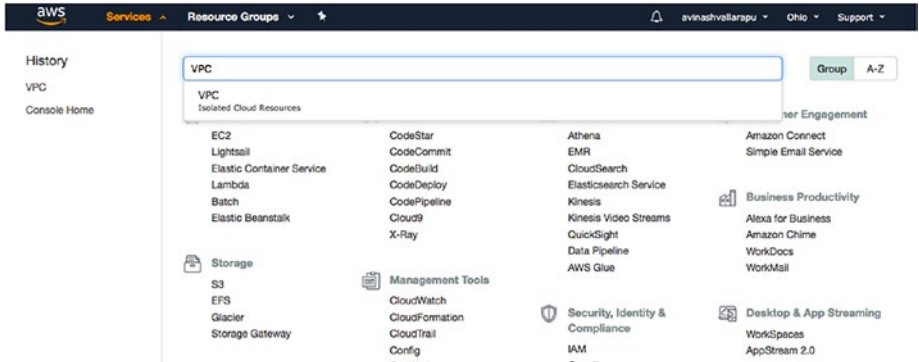 aws
Services
Resource Groups
avinashvallarapu
Ohio
Support
History
VPC
Console Home
VPC
Group
A-Z
VPC
Isolated Cloud Resources
EC2
Lightsail
Elastic Container Service
Lambda
Batch
Elastic Beanstalk
Storage
S3
EFS
Glacier
Storage Gateway
CodeStar
CodeCommit
CodeBuild
CodeDeploy
CodePipeline
Cloud9
X-Ray
Management Tools
CloudWatch
CloudFormation
CloudTrail
Config
Athena
EMR
CloudSearch
Elasticsearch Service
Kinesis
Kinesis Video Streams
QuickSight
Data Pipeline
AWS Glue
Security, Identity &
Compliance
IAM
Engagement
Amazon Connect
Simple Email Service
Business Productivity
Alexa for Business
Amazon Chime
WorkDocs
WorkMail
Desktop & App Streaming
WorkSpaces
AppStream 2.0